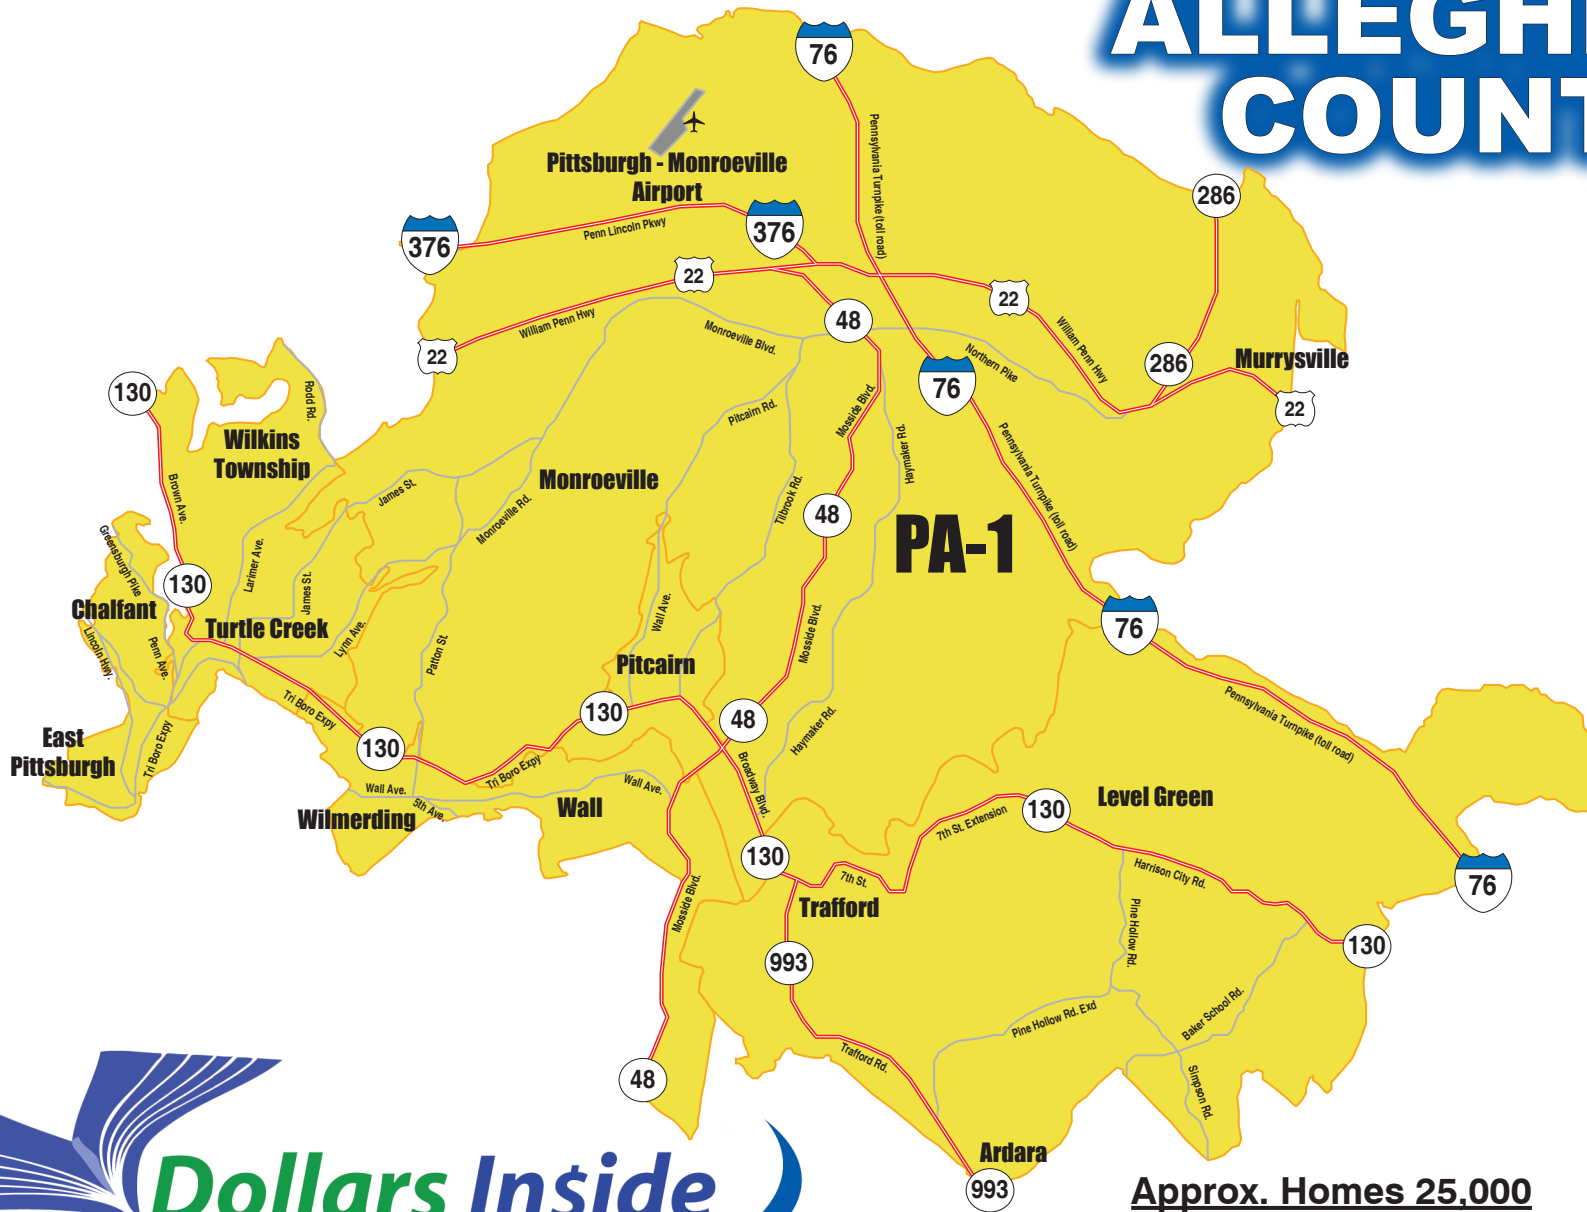 ALLEGH
COUNT
76
Pennsylvania Turnpike (toll road)
Pittsburgh - Monroeville
Airport
286
376
Penn Lincoln Pkwy
376
22
22
William Penn Hwy
22
Monroeville Blvd.
48
William Penn Hwy
Northern Pike
286
Murrysville
22
76
130
Rodd Rd.
Wilkins
Township
Brown Ave.
Pitcairn Rd.
Mosside Blvd.
Haymaker Rd.
Pennsylvania Turnpike (toll road)
Monroeville
James St.
Monroeville Rd.
Tilbrook Rd.
48
PA-1
Greensburgh Pike
Larimer Ave.
James St.
130
Chalfant
Turtle Creek
Lincoln Hwy.
Penn Ave.
Lynn Ave.
Patton St.
Wall Ave.
Mosside Blvd.
76
Pitcairn
Pennsylvania Turnpike (toll road)
Tri Boro Expy
130
48
Haymaker Rd.
East
Pittsburgh
Tri Boro Expy
130
Tri Boro Expy
Broadway Blvd.
Wall Ave.
5th Ave.
Wall Ave.
Wilmerding
Wall
7th St. Extension
130
Level Green
130
7th St.
Harrison City Rd.
76
Mosside Blvd.
Trafford
Pine Hollow Rd.
130
993
Pine Hollow Rd. Exd
Baker School Rd.
Trafford Rd.
Simpson Rd.
48
Ardara
993
Dollars Inside
Approx. Homes 25,000